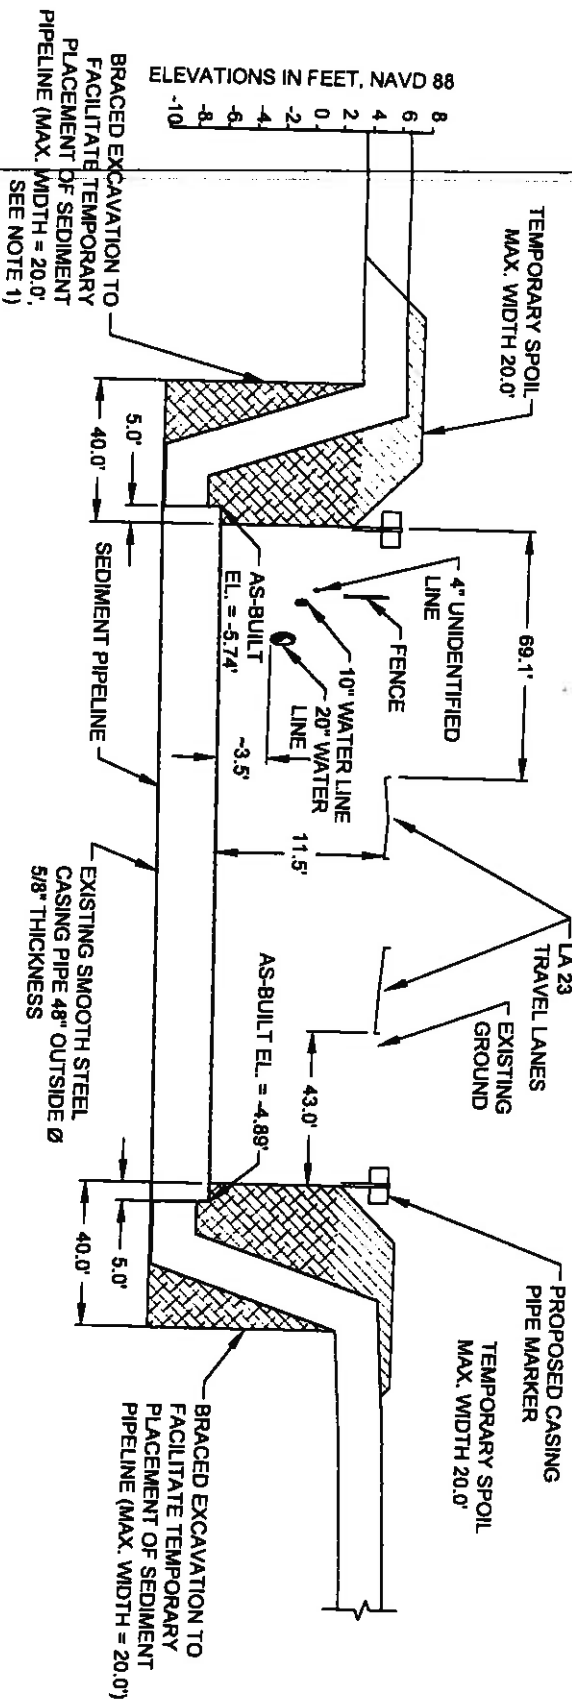 ELEVATIONS IN FEET, NAVD 88
8
6
4
2
0
-2
-4
-6
-8
-10
TEMPORARY SPOIL
MAX. WIDTH 20.0'
BRACED EXCAVATION TO
FACILITATE TEMPORARY
PLACEMENT OF SEDIMENT
PIPELINE (MAX. WIDTH = 20.0',
SEE NOTE 1)
5.0'
40.0'
69.1'
4" UNIDENTIFIED
LINE
FENCE
10" WATER LINE
20" WATER
LINE
AS-BUILT
EL. = -5.74'
~3.5'
SEDIMENT PIPELINE
11.5'
LA 23
TRAVEL LANES
EXISTING
GROUND
43.0'
AS-BUILT EL. = -4.89'
EXISTING SMOOTH STEEL
CASING PIPE 48" OUTSIDE Ø
5/8" THICKNESS
PROPOSED CASING
PIPE MARKER
TEMPORARY SPOIL
MAX. WIDTH 20.0'
5.0'
40.0'
BRACED EXCAVATION TO
FACILITATE TEMPORARY
PLACEMENT OF SEDIMENT
PIPELINE (MAX. WIDTH = 20.0')